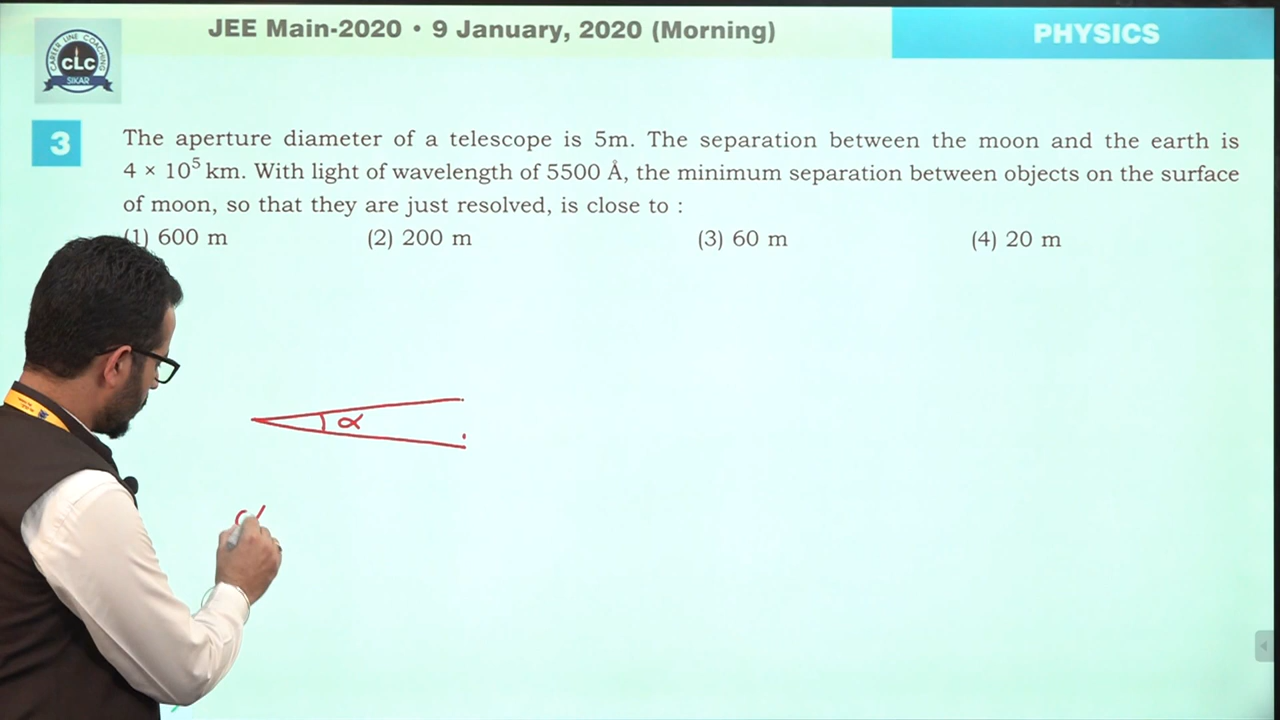 JEE Main-2020 • 9 January, 2020 (Morning)
PHYSICS
CAREER LINE COACHING
CLC
SIKAR
3
The aperture diameter of a telescope is 5m. The separation between the moon and the earth is
4 × 10⁵ km. With light of wavelength of 5500 Å, the minimum separation between objects on the surface
of moon, so that they are just resolved, is close to :
(1) 600 m (2) 200 m (3) 60 m (4) 20 m
α